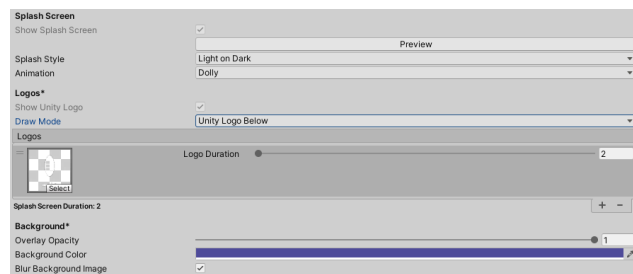 Splash Screen
Show Splash Screen
Preview
Splash Style Light on Dark
Animation Dolly
Logos*
Show Unity Logo
Draw Mode Unity Logo Below
Logos
Logo Duration 2
Select
Splash Screen Duration: 2 + −
Background*
Overlay Opacity 1
Background Color
Blur Background Image